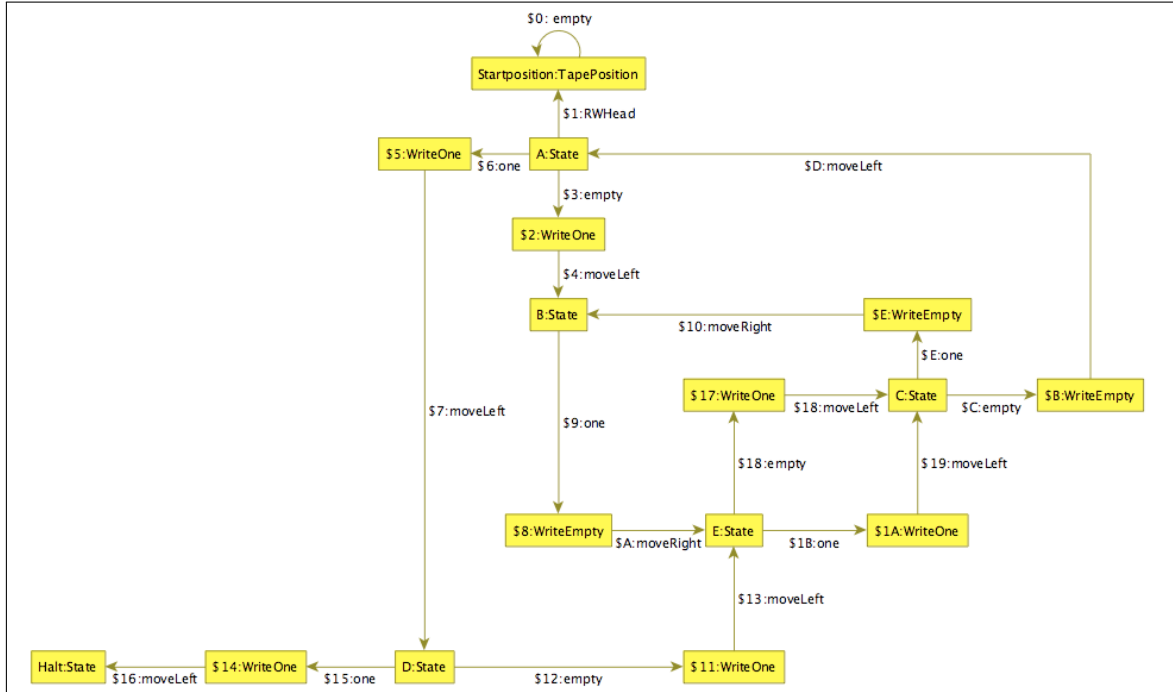 $0: empty
Startposition:TapePosition
$1:RWHead
$5:WriteOne
$6:one
A:State
$D:moveLeft
$3:empty
$2:WriteOne
$4:moveLeft
B:State
$10:moveRight
$E:WriteEmpty
$E:one
$17:WriteOne
$18:moveLeft
C:State
$C:empty
$B:WriteEmpty
$7:moveLeft
$9:one
$18:empty
$19:moveLeft
$8:WriteEmpty
$A:moveRight
E:State
$1B:one
$1A:WriteOne
$13:moveLeft
Halt:State
$16:moveLeft
$14:WriteOne
$15:one
D:State
$12:empty
$11:WriteOne